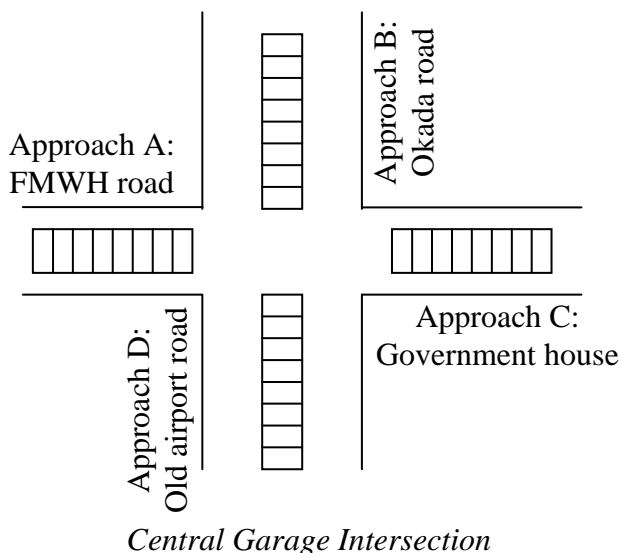 Approach A:
FMWH road
Approach B:
Okada road
Approach C:
Government house
Approach D:
Old airport road
Central Garage Intersection